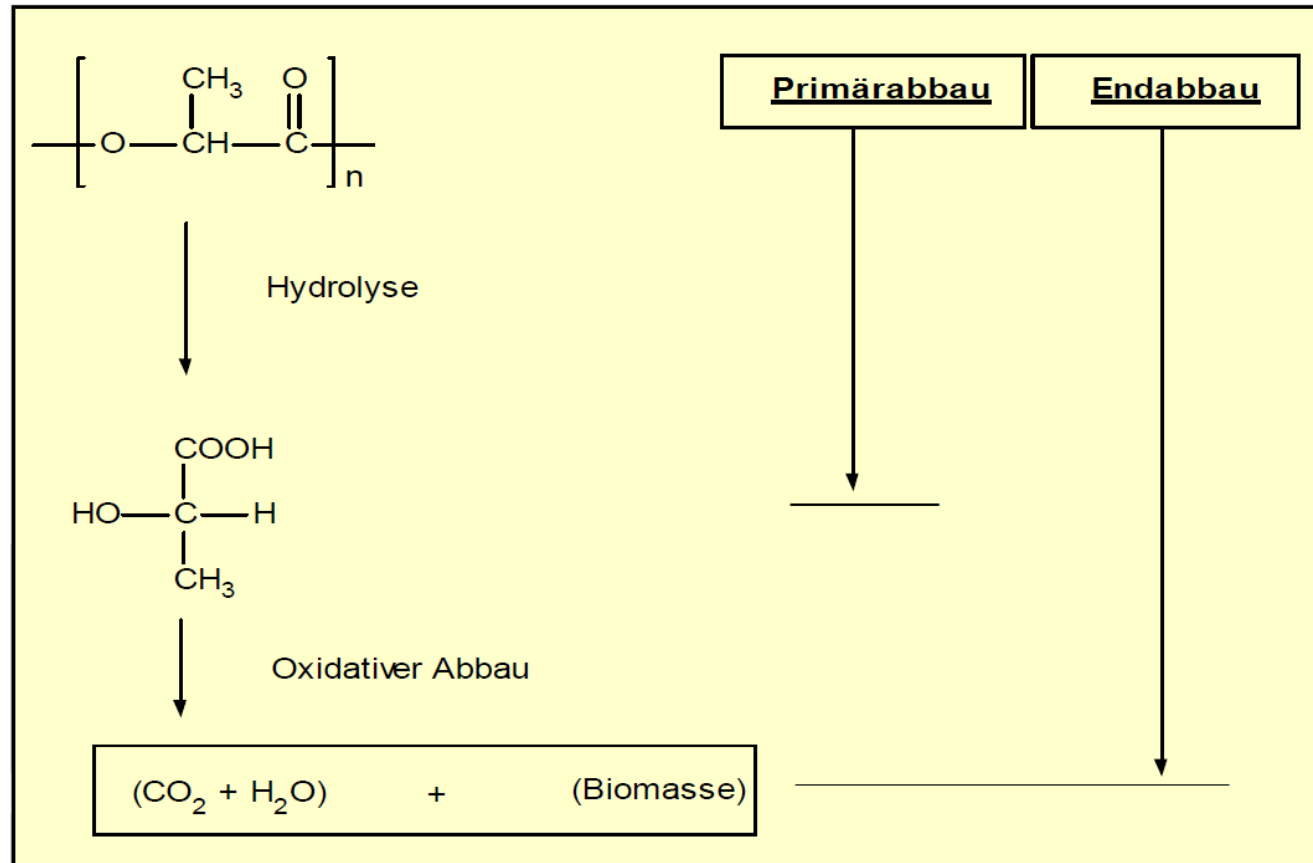 CH₃ O
Primärabbau Endabbau
O CH C
n
Hydrolyse
COOH
HO C H
CH₃
Oxidativer Abbau
(CO₂ + H₂O) + (Biomasse)